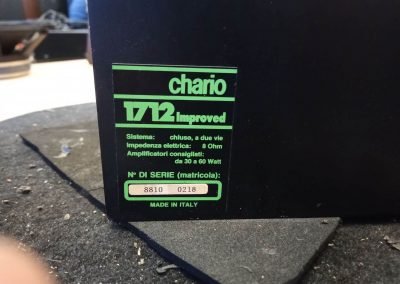 chario
1712 Improved
Sistema: chiuso, a due vie
Impedenza elettrica: 8 Ohm
Amplificatori consigliati:
da 30 a 60 Watt
N° DI SERIE (matricola):
8810 0218
MADE IN ITALY